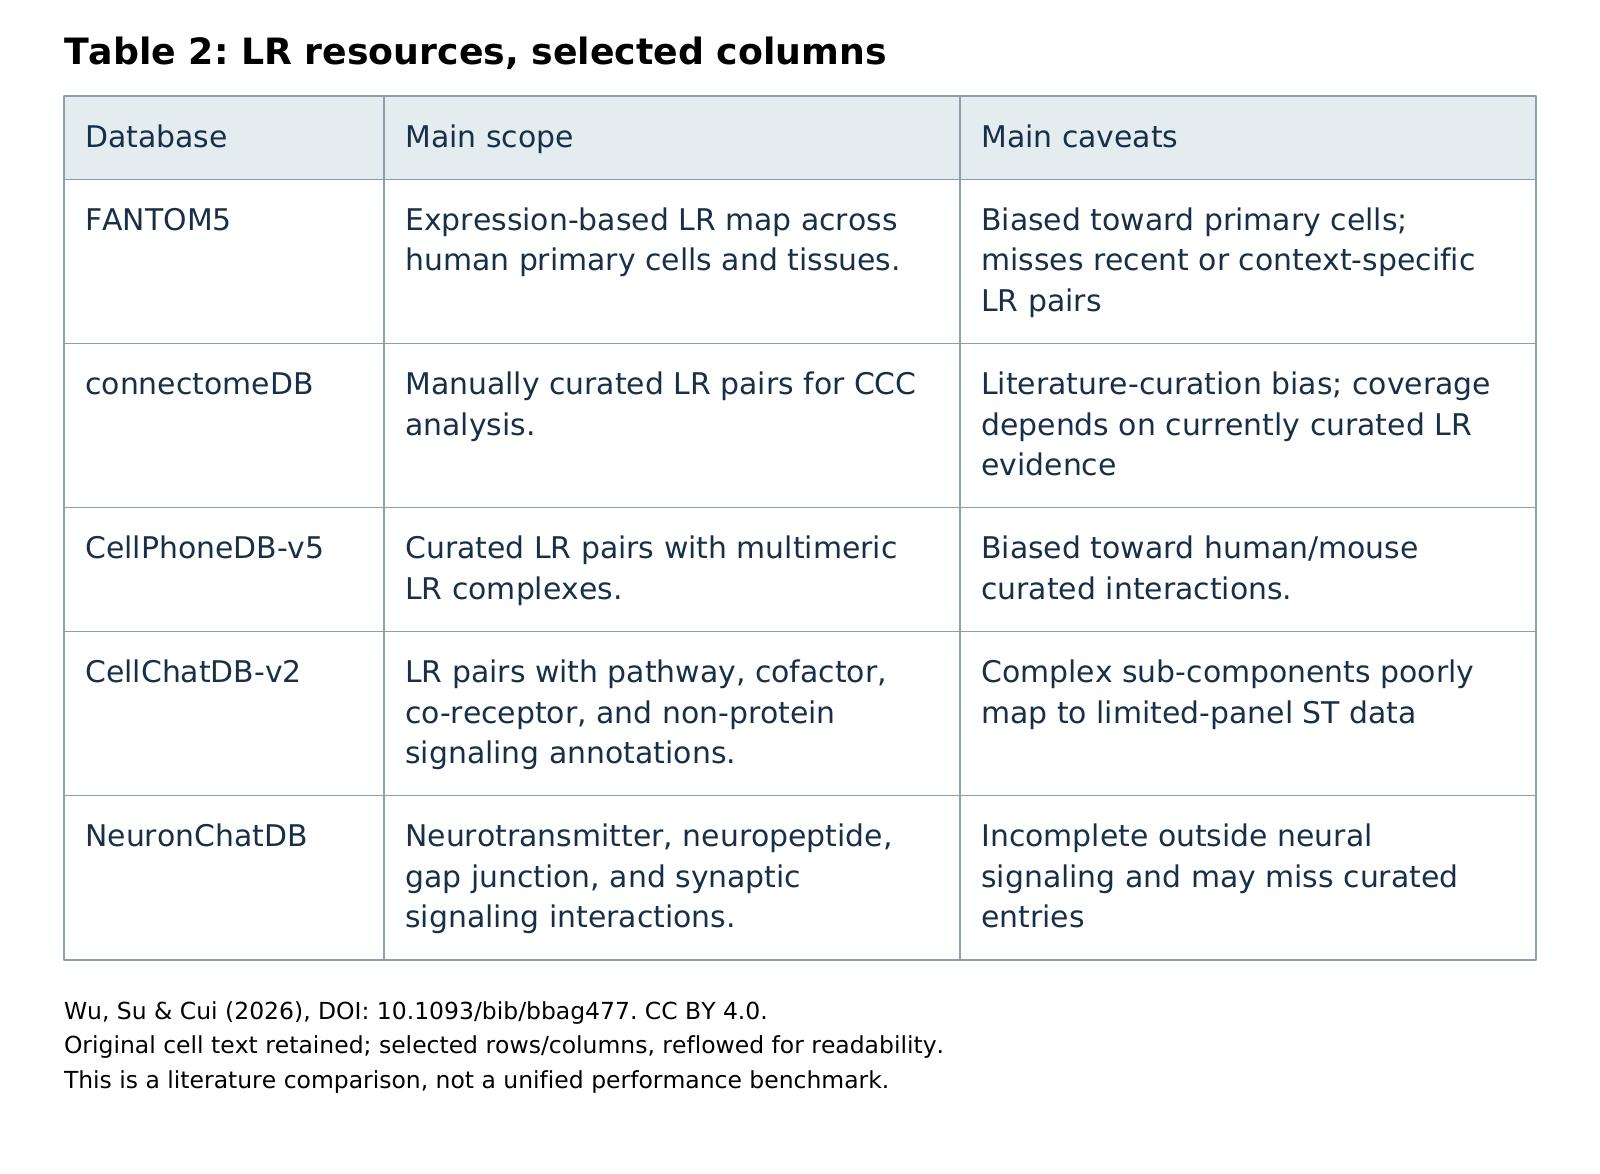 Table 2: LR resources, selected columns
Database
Main scope
Main caveats
FANTOM5
Expression-based LR map across
human primary cells and tissues.
Biased toward primary cells;
misses recent or context-specific
LR pairs
connectomeDB
Manually curated LR pairs for CCC
analysis.
Literature-curation bias; coverage
depends on currently curated LR
evidence
CellPhoneDB-v5
Curated LR pairs with multimeric
LR complexes.
Biased toward human/mouse
curated interactions.
CellChatDB-v2
LR pairs with pathway, cofactor,
co-receptor, and non-protein
signaling annotations.
Complex sub-components poorly
map to limited-panel ST data
NeuronChatDB
Neurotransmitter, neuropeptide,
gap junction, and synaptic
signaling interactions.
Incomplete outside neural
signaling and may miss curated
entries
Wu, Su & Cui (2026), DOI: 10.1093/bib/bbag477. CC BY 4.0.
Original cell text retained; selected rows/columns, reflowed for readability.
This is a literature comparison, not a unified performance benchmark.